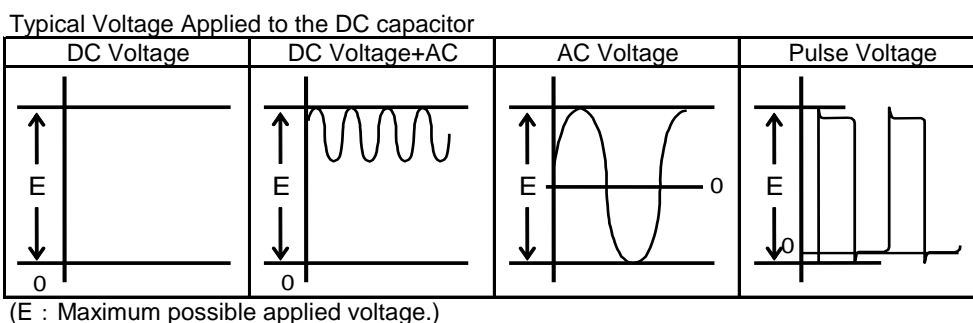 Typical Voltage Applied to the DC capacitor
DC Voltage DC Voltage+AC AC Voltage Pulse Voltage
E E E 0 E
0
0 0
(E：Maximum possible applied voltage.)